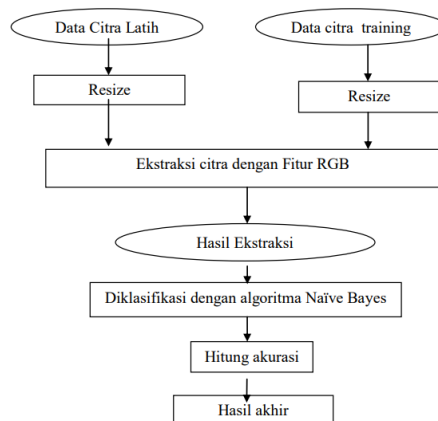 Data Citra Latih
Data citra training
Resize
Resize
Ekstraksi citra dengan Fitur RGB
Hasil Ekstraksi
Diklasifikasi dengan algoritma Naïve Bayes
Hitung akurasi
Hasil akhir